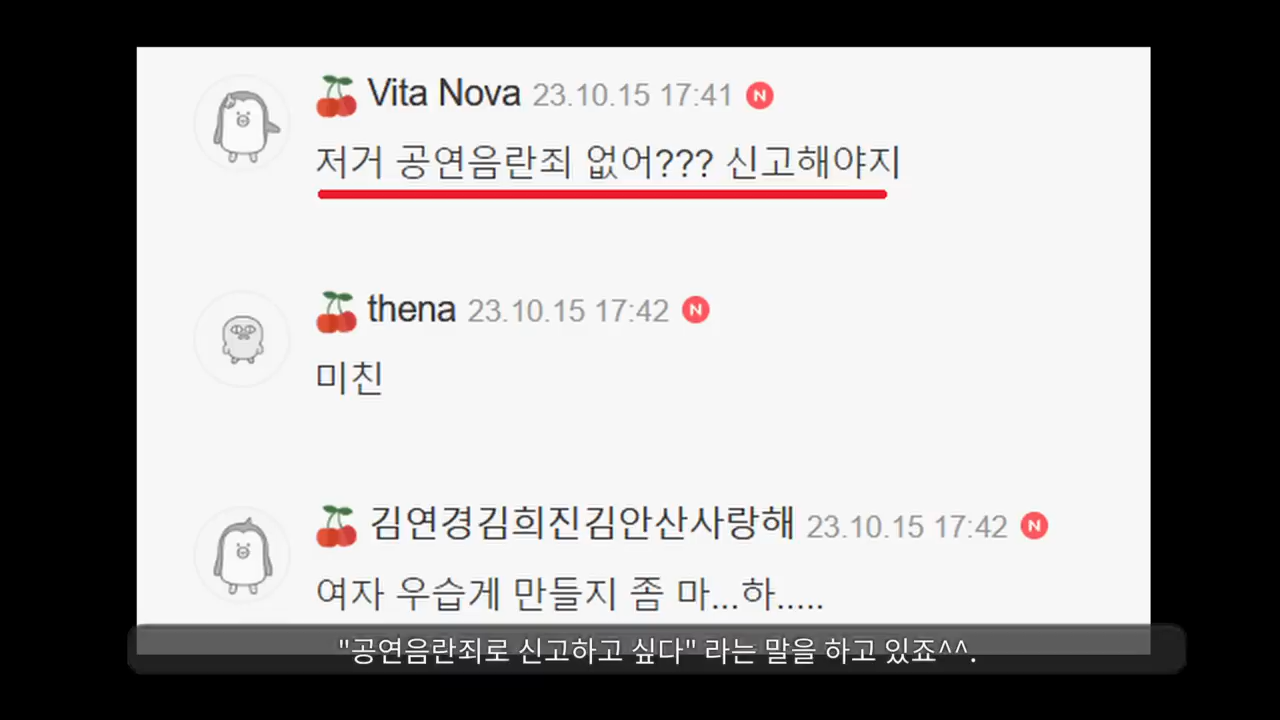 Vita Nova 23.10.15 17:41 N
저거 공연음란죄 없어??? 신고해야지
thena 23.10.15 17:42 N
미친
김연경김희진김안산사랑해 23.10.15 17:42 N
여자 우습게 만들지 좀 마...하.....
"공연음란죄로 신고하고 싶다" 라는 말을 하고 있죠^^.